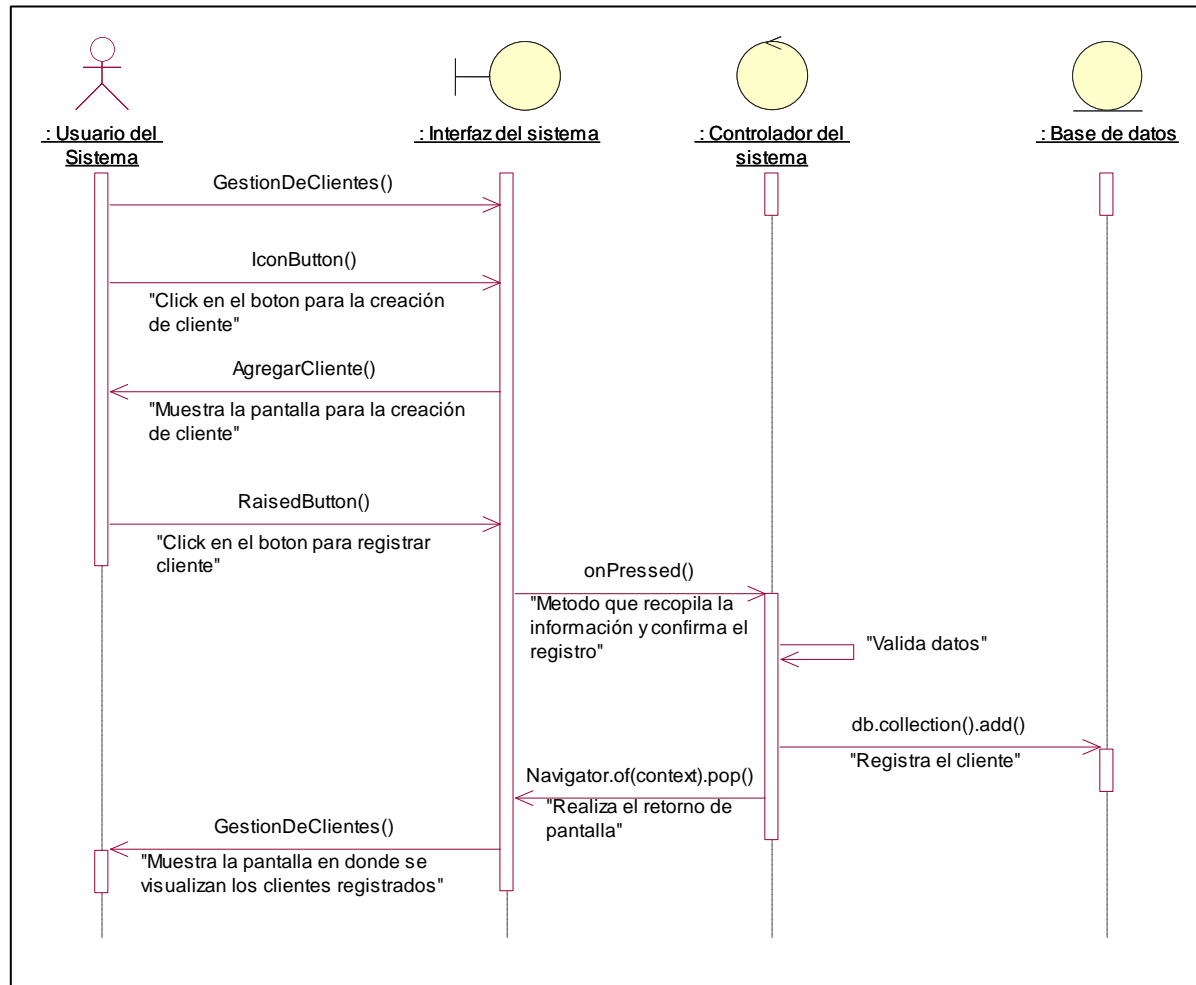 : Usuario del
Sistema
: Interfaz del sistema
: Controlador del
sistema
: Base de datos
GestionDeClientes()
IconButton()
"Click en el boton para la creación
de cliente"
AgregarCliente()
"Muestra la pantalla para la creación
de cliente"
RaisedButton()
"Click en el boton para registrar
cliente"
onPressed()
"Metodo que recopila la
información y confirma el
registro"
"Valida datos"
db.collection().add()
"Registra el cliente"
Navigator.of(context).pop()
"Realiza el retorno de
pantalla"
GestionDeClientes()
"Muestra la pantalla en donde se
visualizan los clientes registrados"